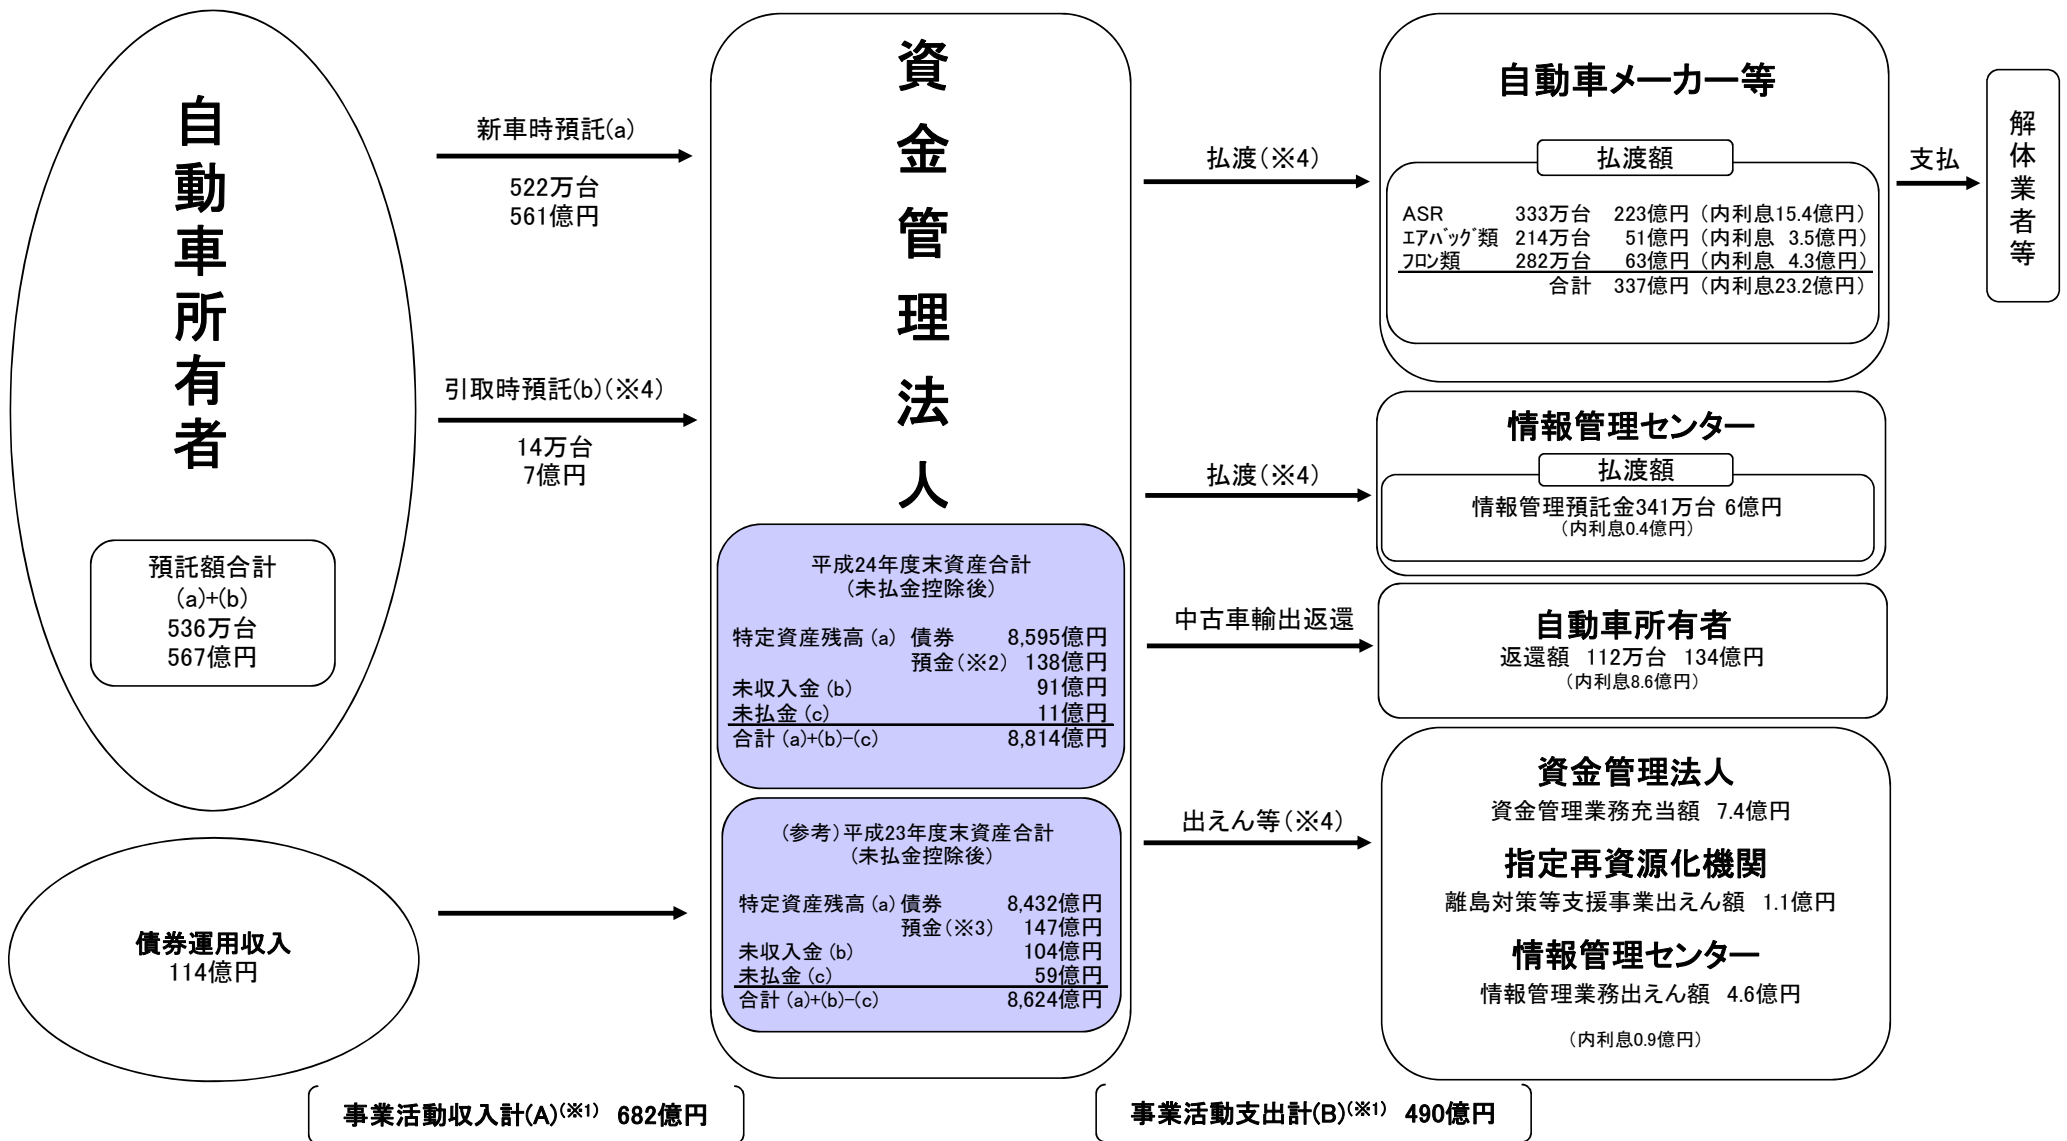 自動車所有者
預託額合計
(a)+(b)
536万台
567億円
債券運用収入
114億円
新車時預託(a)
522万台
561億円
引取時預託(b)(※4)
14万台
7億円
資金管理法人
平成24年度末資産合計
(未払金控除後)
特定資産残高(a) 債券 8,595億円
預金(※2) 138億円
未収入金(b) 91億円
未払金(c) 11億円
合計(a)+(b)−(c) 8,814億円
(参考)平成23年度末資産合計
(未払金控除後)
特定資産残高(a) 債券 8,432億円
預金(※3) 147億円
未収入金(b) 104億円
未払金(c) 59億円
合計(a)+(b)−(c) 8,624億円
払渡(※4)
払渡(※4)
中古車輸出返還
出えん等(※4)
自動車メーカー等
払渡額
ASR 333万台 223億円(内利息15.4億円)
エアバッグ類 214万台 51億円(内利息 3.5億円)
フロン類 282万台 63億円(内利息 4.3億円)
合計 337億円(内利息23.2億円)
支払
解体業者等
情報管理センター
払渡額
情報管理預託金341万台 6億円
(内利息0.4億円)
自動車所有者
返還額 112万台 134億円
(内利息8.6億円)
資金管理法人
資金管理業務充当額 7.4億円
指定再資源化機関
離島対策等支援事業出えん額 1.1億円
情報管理センター
情報管理業務出えん額 4.6億円
(内利息0.9億円)
事業活動収入計(A)(※1) 682億円
事業活動支出計(B)(※1) 490億円